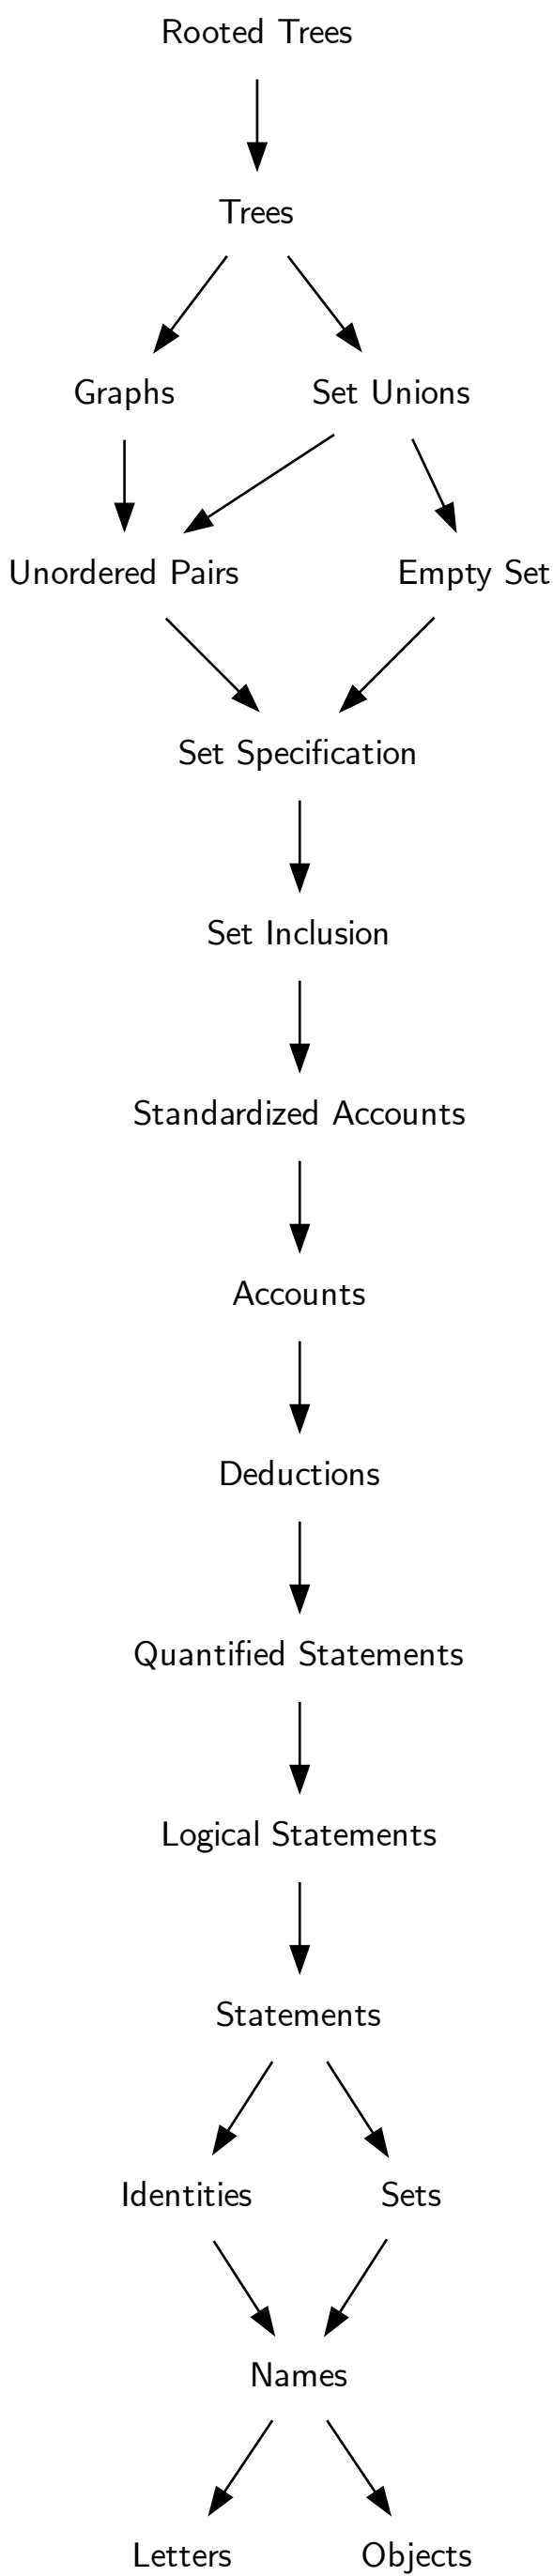 Rooted Trees
Trees
Graphs
Set Unions
Unordered Pairs
Empty Set
Set Specification
Set Inclusion
Standardized Accounts
Accounts
Deductions
Quantified Statements
Logical Statements
Statements
Identities
Sets
Names
Letters
Objects